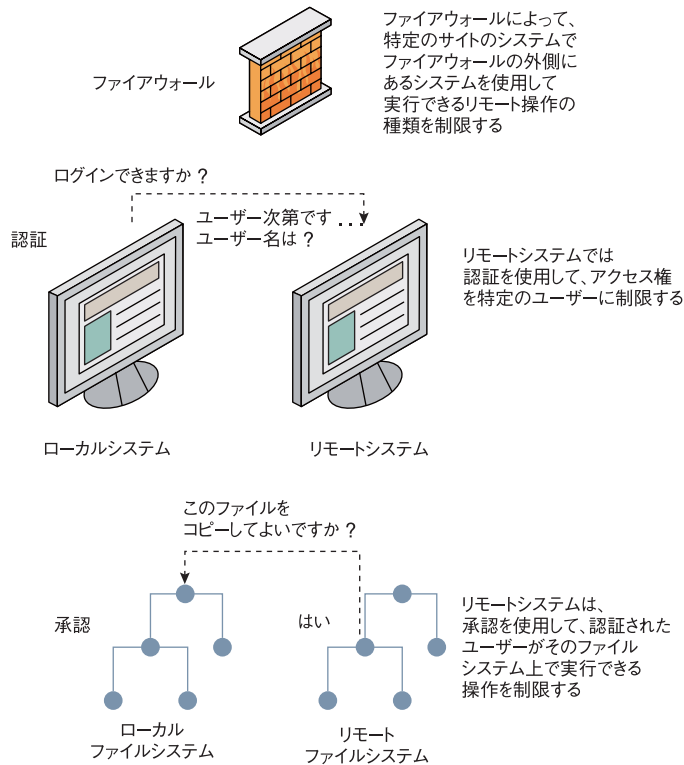 ファイアウォール
ファイアウォールによって、
特定のサイトのシステムで
ファイアウォールの外側に
あるシステムを使用して
実行できるリモート操作の
種類を制限する
ログインできますか？
ユーザー次第です ...
ユーザー名は？
認証
リモートシステムでは
認証を使用して、アクセス権
を特定のユーザーに制限する
ローカルシステム
リモートシステム
このファイルを
コピーしてよいですか？
承認
はい
リモートシステムは、
承認を使用して、認証された
ユーザーがそのファイル
システム上で実行できる
操作を制限する
ローカル
ファイルシステム
リモート
ファイルシステム